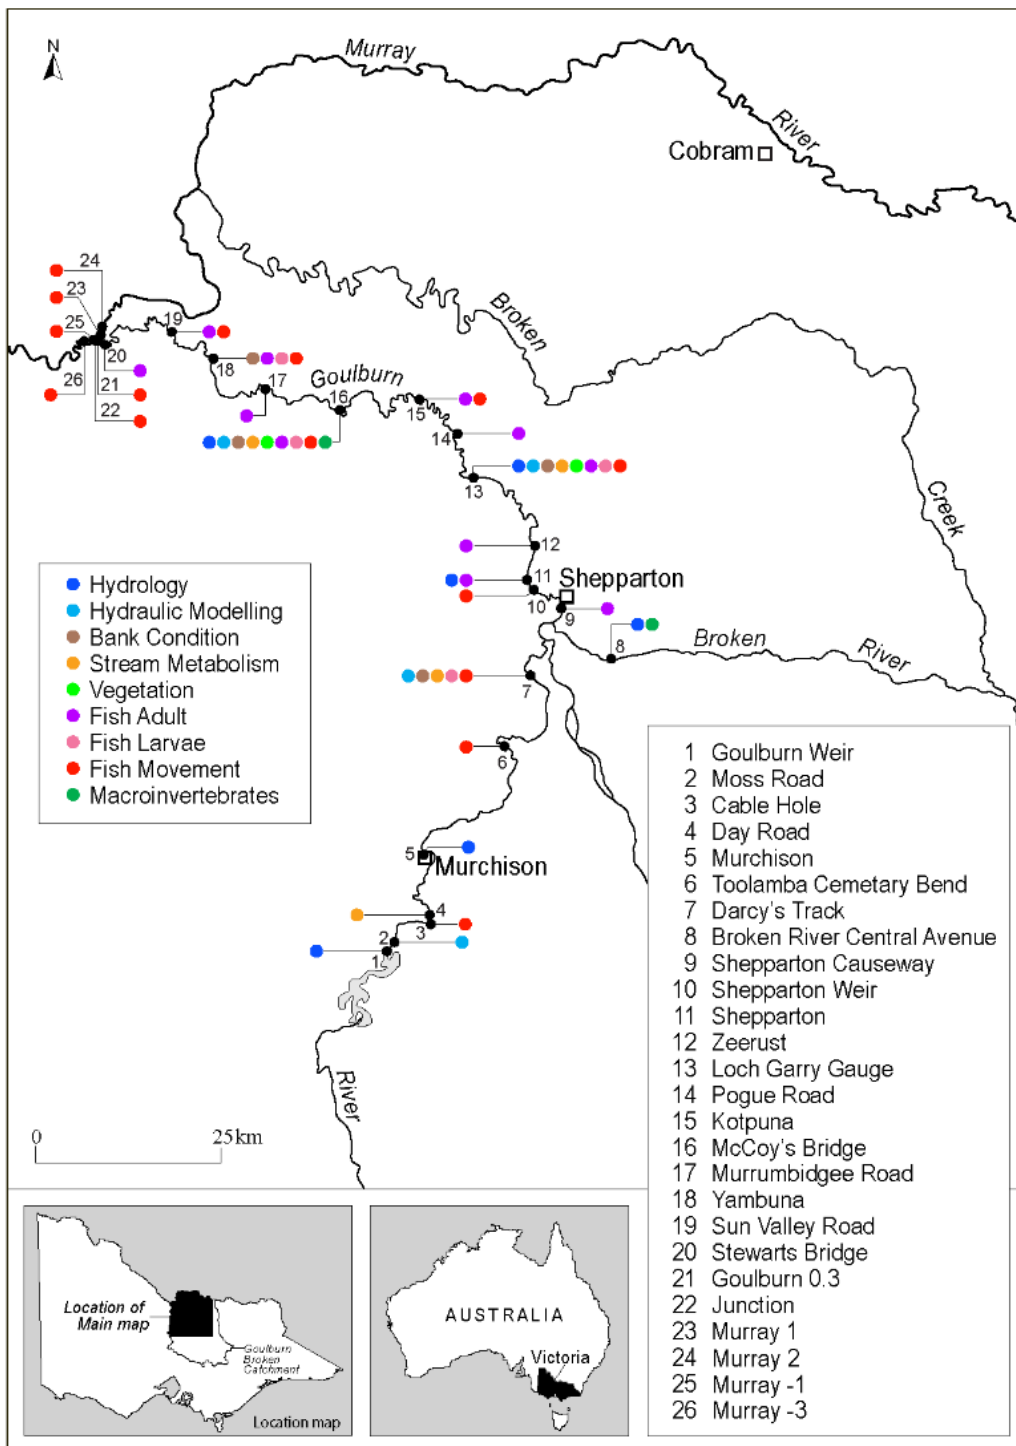 N
Murray
River
Cobram
24
23
25
20
26
21
22
19
18
17
Goulburn
16
15
14
13
Broken
Creek
12
11
Shepparton
10
9
8
Broken
River
7
6
5
Murchison
4
3
2
1
River
Hydrology
Hydraulic Modelling
Bank Condition
Stream Metabolism
Vegetation
Fish Adult
Fish Larvae
Fish Movement
Macroinvertebrates
1 Goulburn Weir
2 Moss Road
3 Cable Hole
4 Day Road
5 Murchison
6 Toolamba Cemetary Bend
7 Darcy's Track
8 Broken River Central Avenue
9 Shepparton Causeway
10 Shepparton Weir
11 Shepparton
12 Zeerust
13 Loch Garry Gauge
14 Pogue Road
15 Kotpuna
16 McCoy's Bridge
17 Murrumbidgee Road
18 Yambuna
19 Sun Valley Road
20 Stewarts Bridge
21 Goulburn 0.3
22 Junction
23 Murray 1
24 Murray 2
25 Murray -1
26 Murray -3
0 25km
Location of
Main map
Goulburn
Broken
Catchment
Location map
AUSTRALIA
Victoria